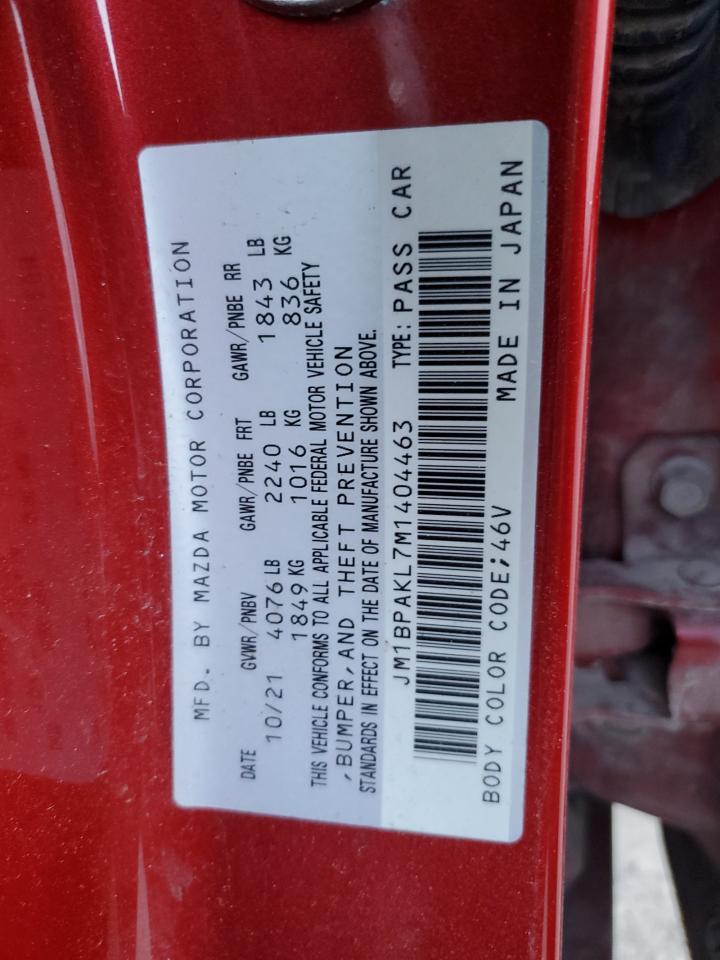 MFD. BY MAZDA MOTOR CORPORATION
DATE GVWR/PNBV GAWR/PNBE FRT GAWR/PNBE RR
10/21 4076 LB 2240 LB 1843 LB
1849 KG 1016 KG 836 KG
THIS VEHICLE CONFORMS TO ALL APPLICABLE FEDERAL MOTOR VEHICLE SAFETY
,BUMPER,AND THEFT PREVENTION
STANDARDS IN EFFECT ON THE DATE OF MANUFACTURE SHOWN ABOVE.
JM1BPAKL7M1404463 TYPE: PASS CAR
BODY COLOR CODE;46V MADE IN JAPAN